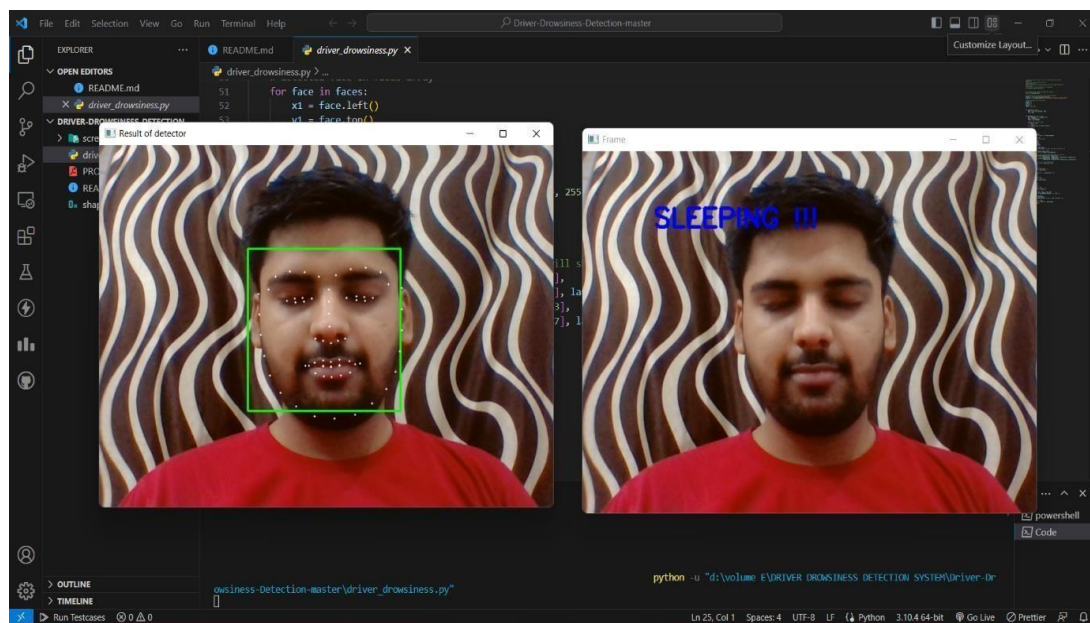 File Edit Selection View Go Run Terminal Help
Driver-Drowsiness-Detection-master
Customize Layout...
EXPLORER
README.md
driver_drowsiness.py
OPEN EDITORS
README.md
driver_drowsiness.py
driver_drowsiness.py > ...
51 for face in faces:
52 x1 = face.left()
53 y1 = face.top()
DRIVER-DROWSINESS-DETECTION
Result of detector
Frame
, 255
SLEEPING !!!
powershell
Code
python -u "d:\volume E\DRIVER DROWSINESS DETECTION SYSTEM\Driver-Dr
owsiness-Detection-master\driver_drowsiness.py"
OUTLINE
TIMELINE
Run Testcases 0 0
Ln 25, Col 1 Spaces: 4 UTF-8 LF Python 3.10.4 64-bit Go Live Prettier